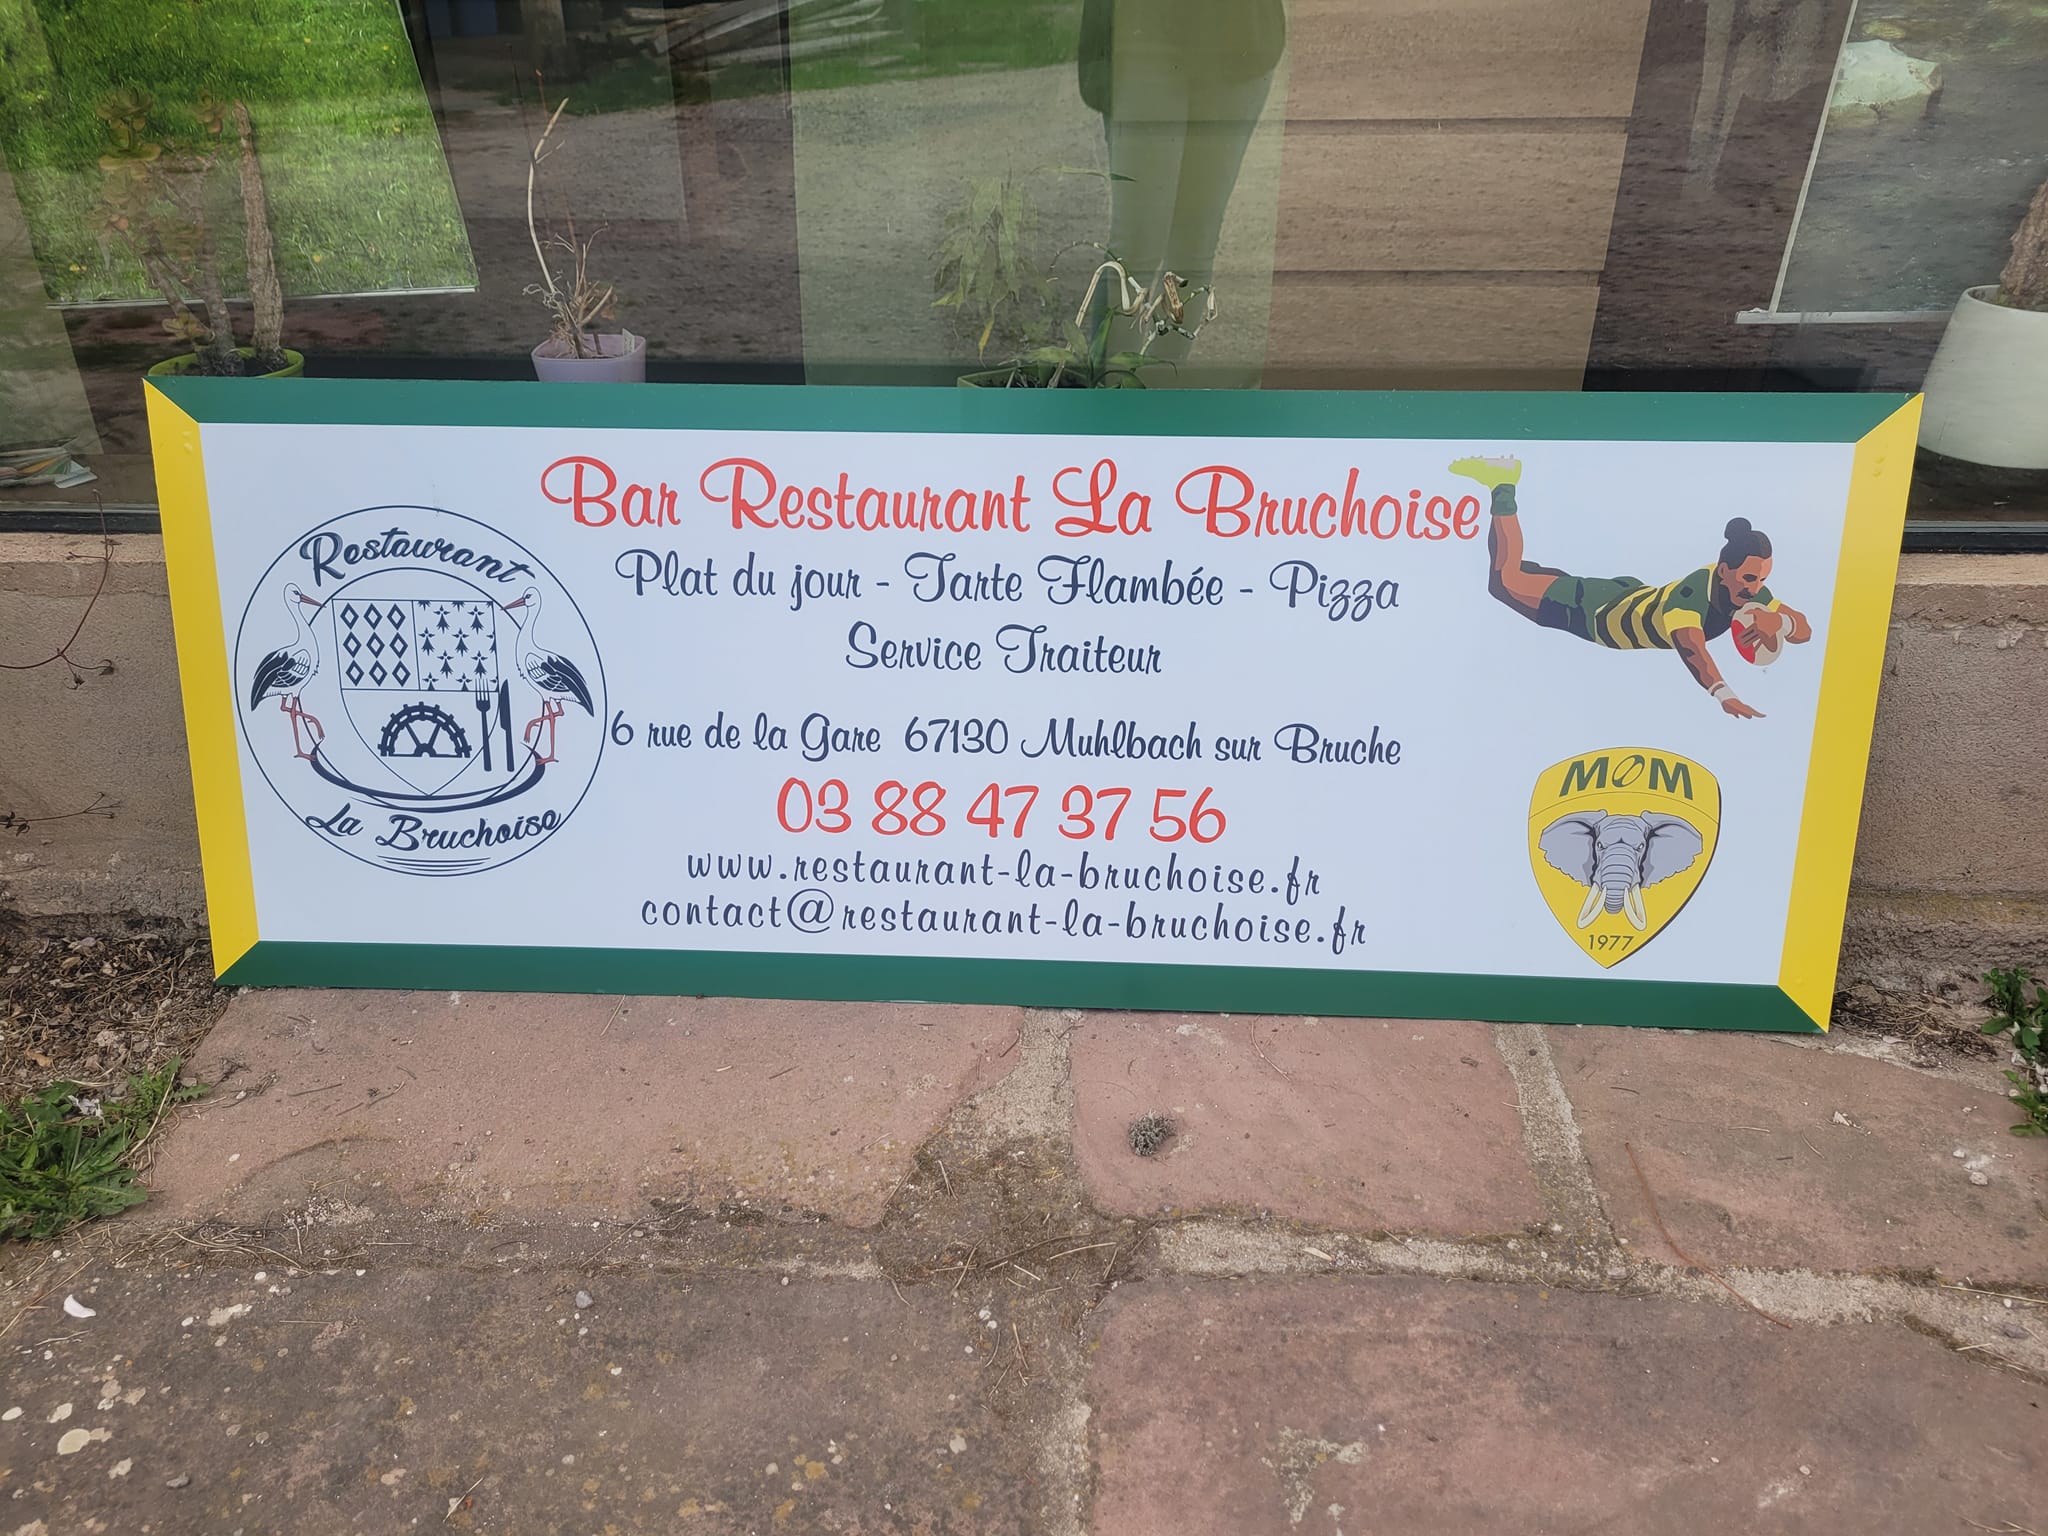 Restaurant
La Bruchoise
Bar Restaurant La Bruchoise
Plat du jour - Tarte Flambée - Pizza
Service Traiteur
6 rue de la Gare 67130 Muhlbach sur Bruche
03 88 47 37 56
www.restaurant-la-bruchoise.fr
contact@restaurant-la-bruchoise.fr
MOM
1977